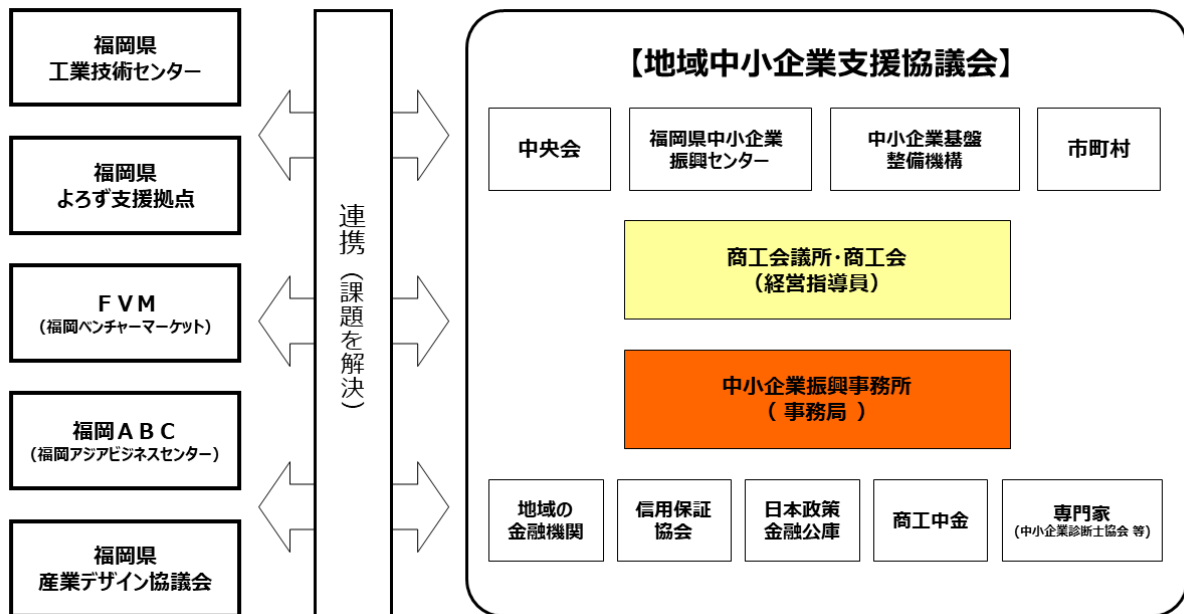 福岡県
工業技術センター
福岡県
よろず支援拠点
ＦＶＭ
(福岡ベンチャーマーケット)
福岡ＡＢＣ
(福岡アジアビジネスセンター)
福岡県
産業デザイン協議会
連携（課題を解決）
【地域中小企業支援協議会】
中央会
福岡県中小企業
振興センター
中小企業基盤
整備機構
市町村
商工会議所・商工会
（経営指導員）
中小企業振興事務所
（ 事務局 ）
地域の
金融機関
信用保証
協会
日本政策
金融公庫
商工中金
専門家
(中小企業診断士協会 等)